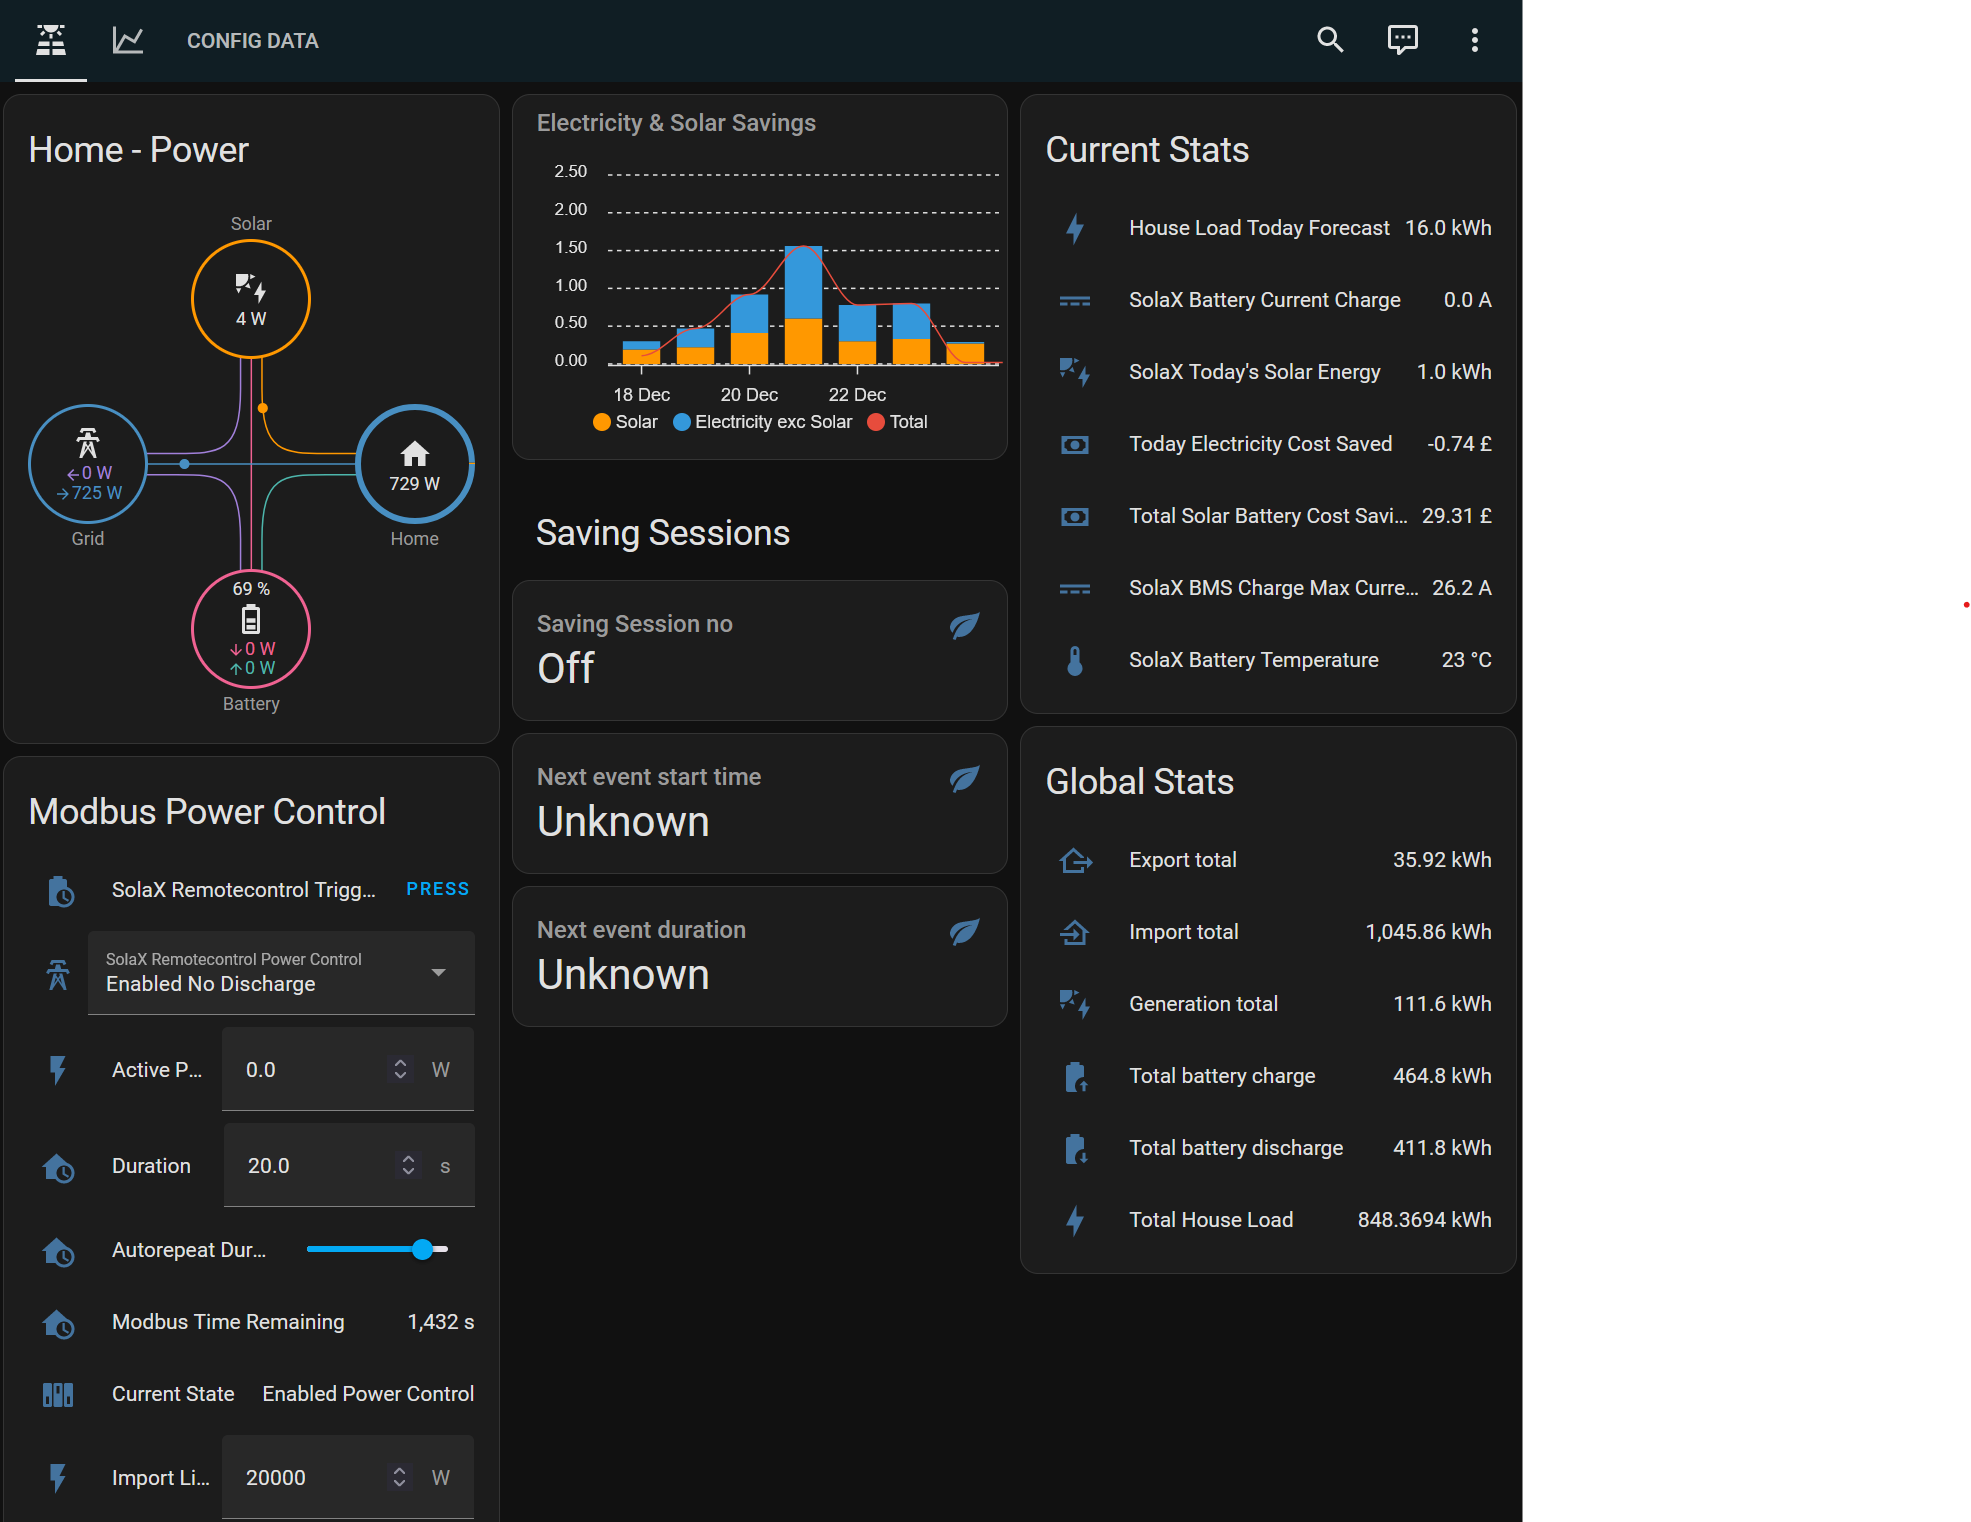 CONFIG DATA
Home - Power
Solar
4 W
←0 W
→725 W
Grid
729 W
Home
69 %
↓0 W
↑0 W
Battery
Modbus Power Control
SolaX Remotecontrol Trigg... PRESS
SolaX Remotecontrol Power Control
Enabled No Discharge
Active P... 0.0 W
Duration 20.0 s
Autorepeat Dur...
Modbus Time Remaining 1,432 s
Current State Enabled Power Control
Import Li... 20000 W
Electricity & Solar Savings
2.50
2.00
1.50
1.00
0.50
0.00
18 Dec 20 Dec 22 Dec
Solar Electricity exc Solar Total
Saving Sessions
Saving Session no
Off
Next event start time
Unknown
Next event duration
Unknown
Current Stats
House Load Today Forecast 16.0 kWh
SolaX Battery Current Charge 0.0 A
SolaX Today's Solar Energy 1.0 kWh
Today Electricity Cost Saved -0.74 £
Total Solar Battery Cost Savi... 29.31 £
SolaX BMS Charge Max Curre... 26.2 A
SolaX Battery Temperature 23 °C
Global Stats
Export total 35.92 kWh
Import total 1,045.86 kWh
Generation total 111.6 kWh
Total battery charge 464.8 kWh
Total battery discharge 411.8 kWh
Total House Load 848.3694 kWh